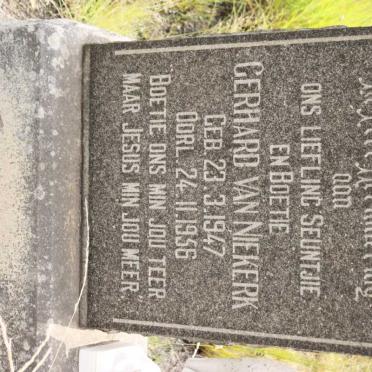 aan
ONS LIEFLING SEUNTJIE
EN BOETIE
GERHARD VAN NIEKERK
GEB. 23.3.1947
OORL. 24.11.1956
BOETIE ONS MIN JOU TEER
MAAR JESUS MIN JOU MEER.